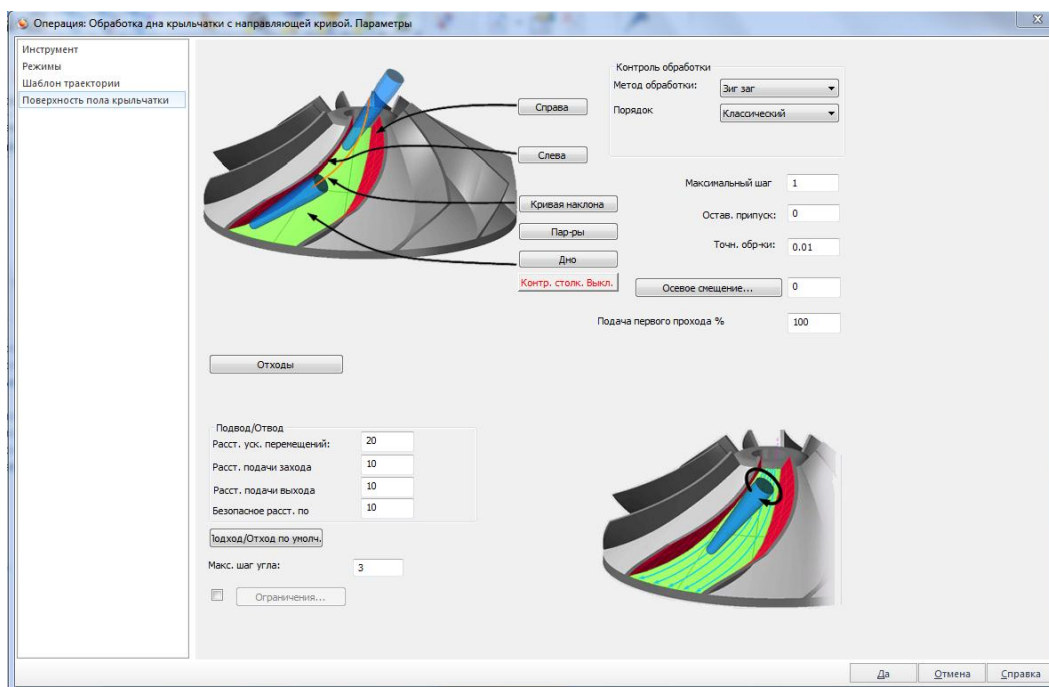 Операция: Обработка дна крыльчатки с направляющей кривой. Параметры
Инструмент
Режимы
Шаблон траектории
Поверхность пола крыльчатки
Справа
Слева
Кривая наклона
Пар-ры
Дно
Контр. столк. Выкл.
Контроль обработки
Метод обработки: Зиг заг
Порядок Классический
Максимальный шаг 1
Остав. припуск: 0
Точн. обр-ки: 0.01
Осевое смещение... 0
Подача первого прохода % 100
Отходы
Подвод/Отвод
Расст. уск. перемещений: 20
Расст. подачи захода 10
Расст. подачи выхода 10
Безопасное расст. по 10
Подход/Отход по умолч.
Макс. шаг угла: 3
Ограничения...
Да Отмена Справка